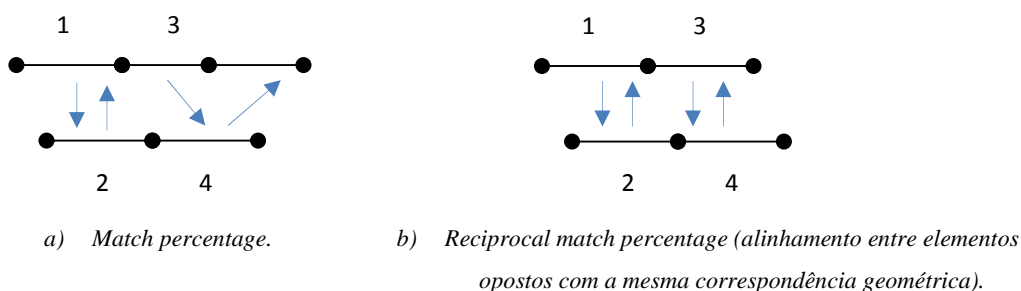 1 3
2 4
a) Match percentage.
1 3
2 4
b) Reciprocal match percentage (alinhamento entre elementos
opostos com a mesma correspondência geométrica).